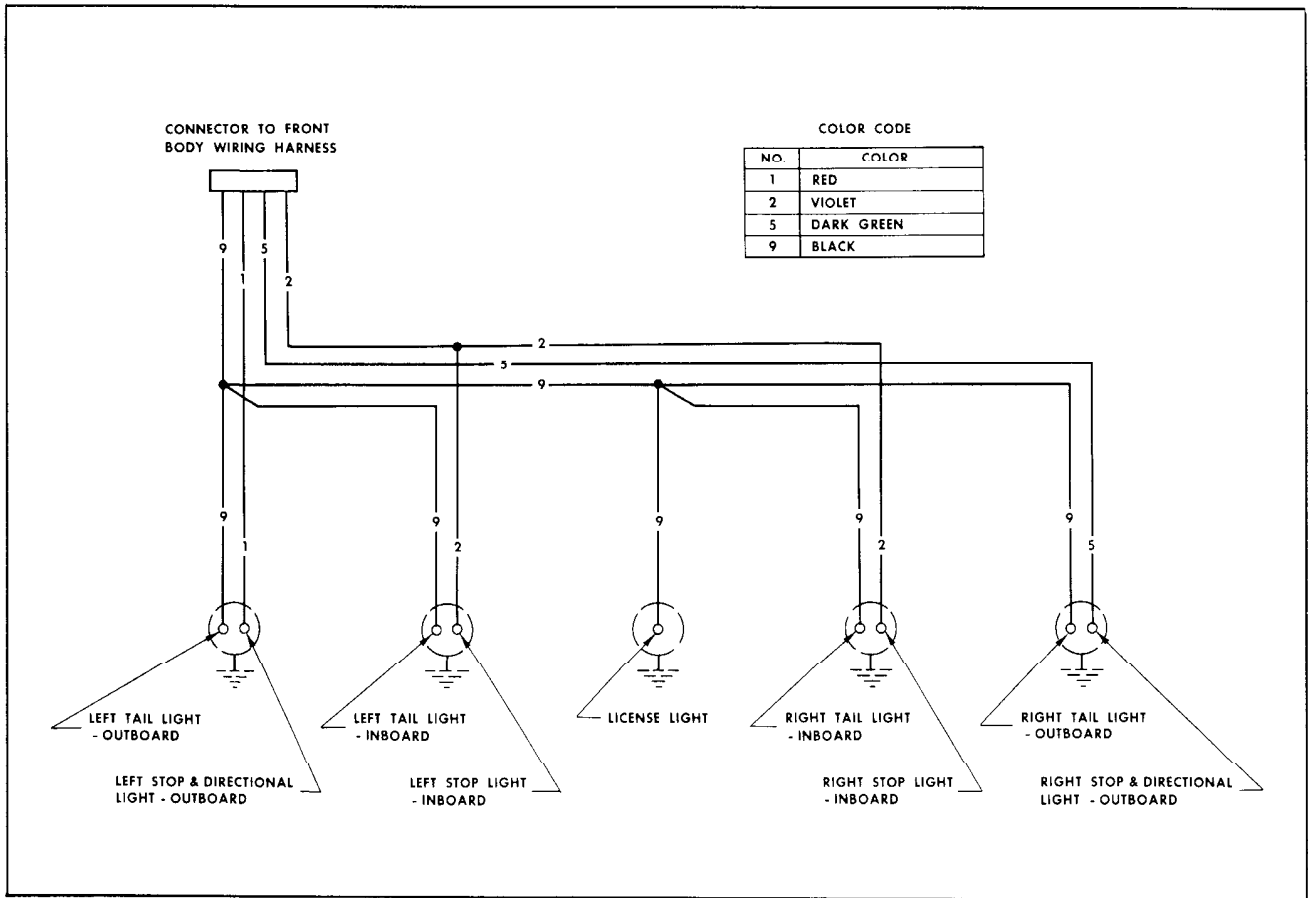 CONNECTOR TO FRONT
BODY WIRING HARNESS
COLOR CODE
NO. COLOR
1 RED
2 VIOLET
5 DARK GREEN
9 BLACK
9
5
1
2
2
5
9
9
9
9
9
9
1
2
2
5
LEFT TAIL LIGHT
- OUTBOARD
LEFT STOP & DIRECTIONAL
LIGHT - OUTBOARD
LEFT TAIL LIGHT
- INBOARD
LEFT STOP LIGHT
- INBOARD
LICENSE LIGHT
RIGHT TAIL LIGHT
- INBOARD
RIGHT STOP LIGHT
- INBOARD
RIGHT TAIL LIGHT
- OUTBOARD
RIGHT STOP & DIRECTIONAL
LIGHT - OUTBOARD